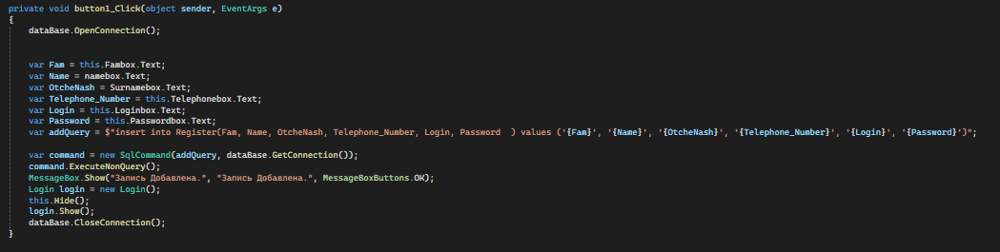 private void button1_Click(object sender, EventArgs e)
{
dataBase.OpenConnection();
var Fam = this.Fambox.Text;
var Name = namebox.Text;
var OtcheNash = Surnamebox.Text;
var Telephone_Number = this.Telephonebox.Text;
var Login = this.Loginbox.Text;
var Password = this.Passwordbox.Text;
var addQuery = $"insert into Register(Fam, Name, OtcheNash, Telephone_Number, Login, Password  ) values ('{Fam}', '{Name}', '{OtcheNash}', '{Telephone_Number}', '{Login}', '{Password}')";
var command = new SqlCommand(addQuery, dataBase.GetConnection());
command.ExecuteNonQuery();
MessageBox.Show("Запись Добавлена.", "Запись Добавлена.", MessageBoxButtons.OK);
Login login = new Login();
this.Hide();
login.Show();
dataBase.CloseConnection();
}